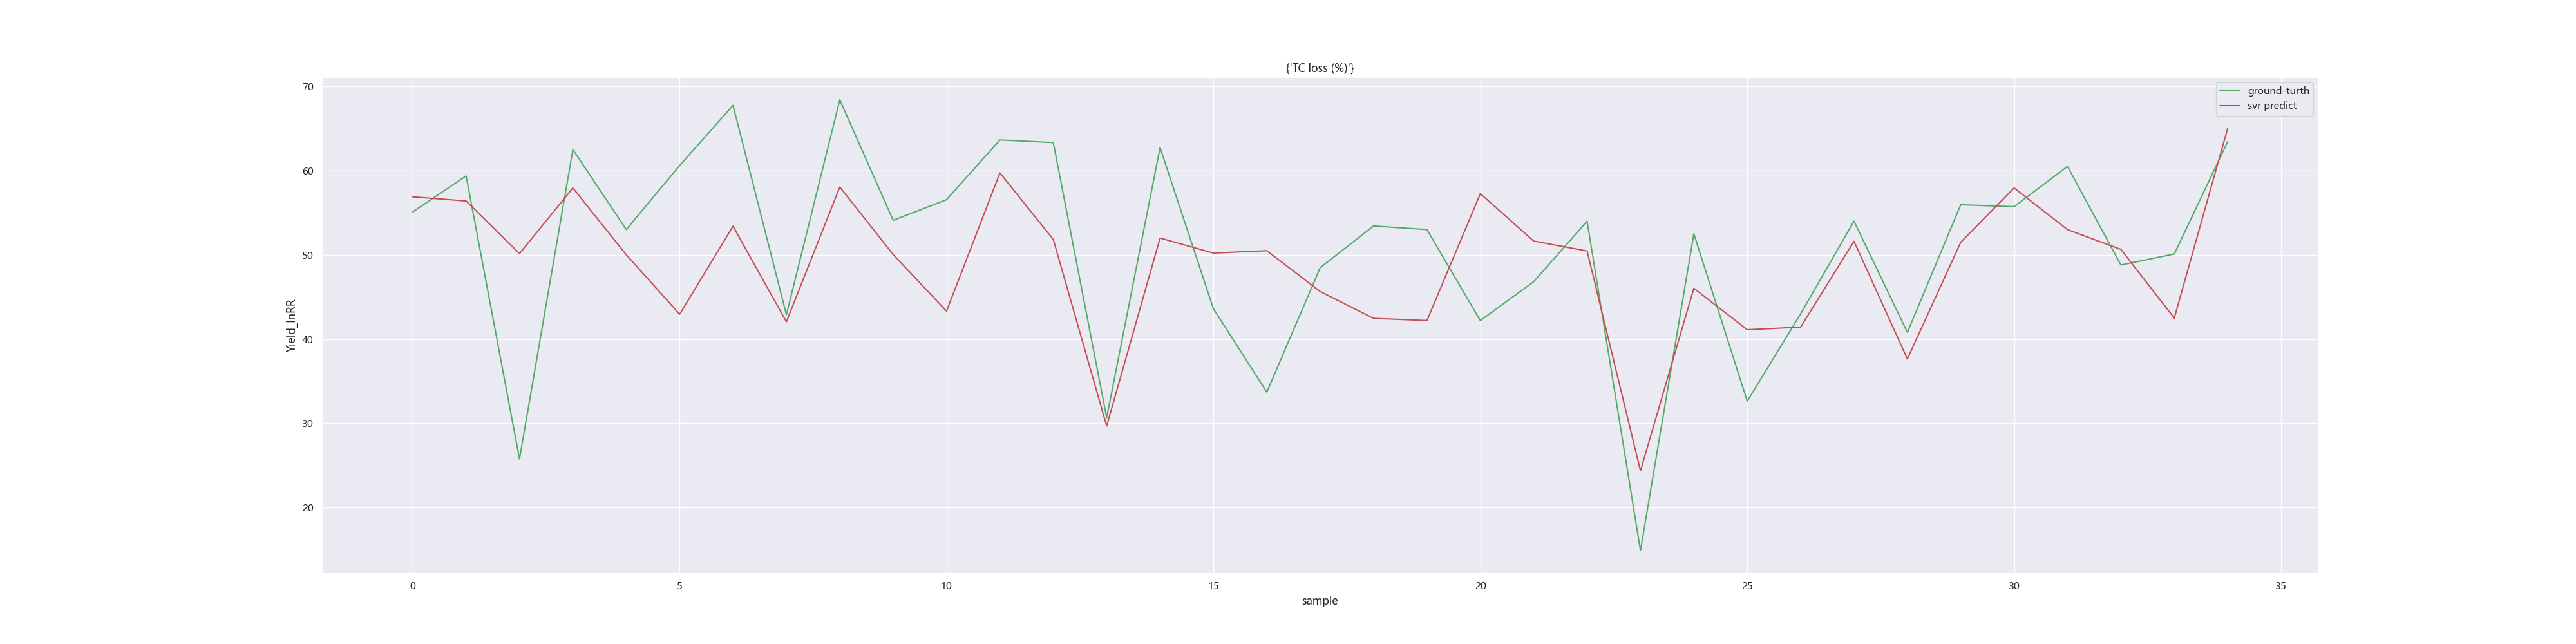 {'TC loss (%)'}
ground-turth
svr predict
70
60
50
40
30
20
Yield_lnRR
0 5 10 15 20 25 30 35
sample